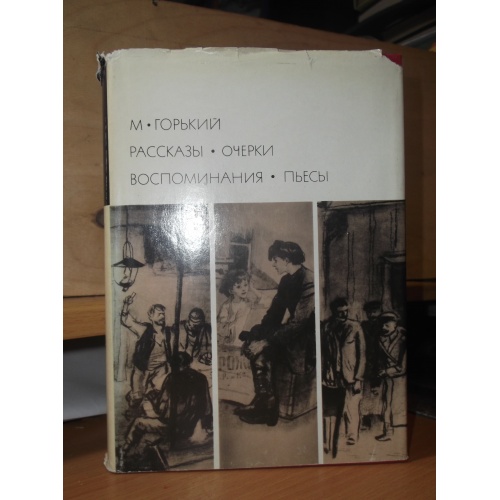 М • ГОРЬКИЙ
РАССКАЗЫ • ОЧЕРКИ
ВОСПОМИНАНИЯ • ПЬЕСЫ